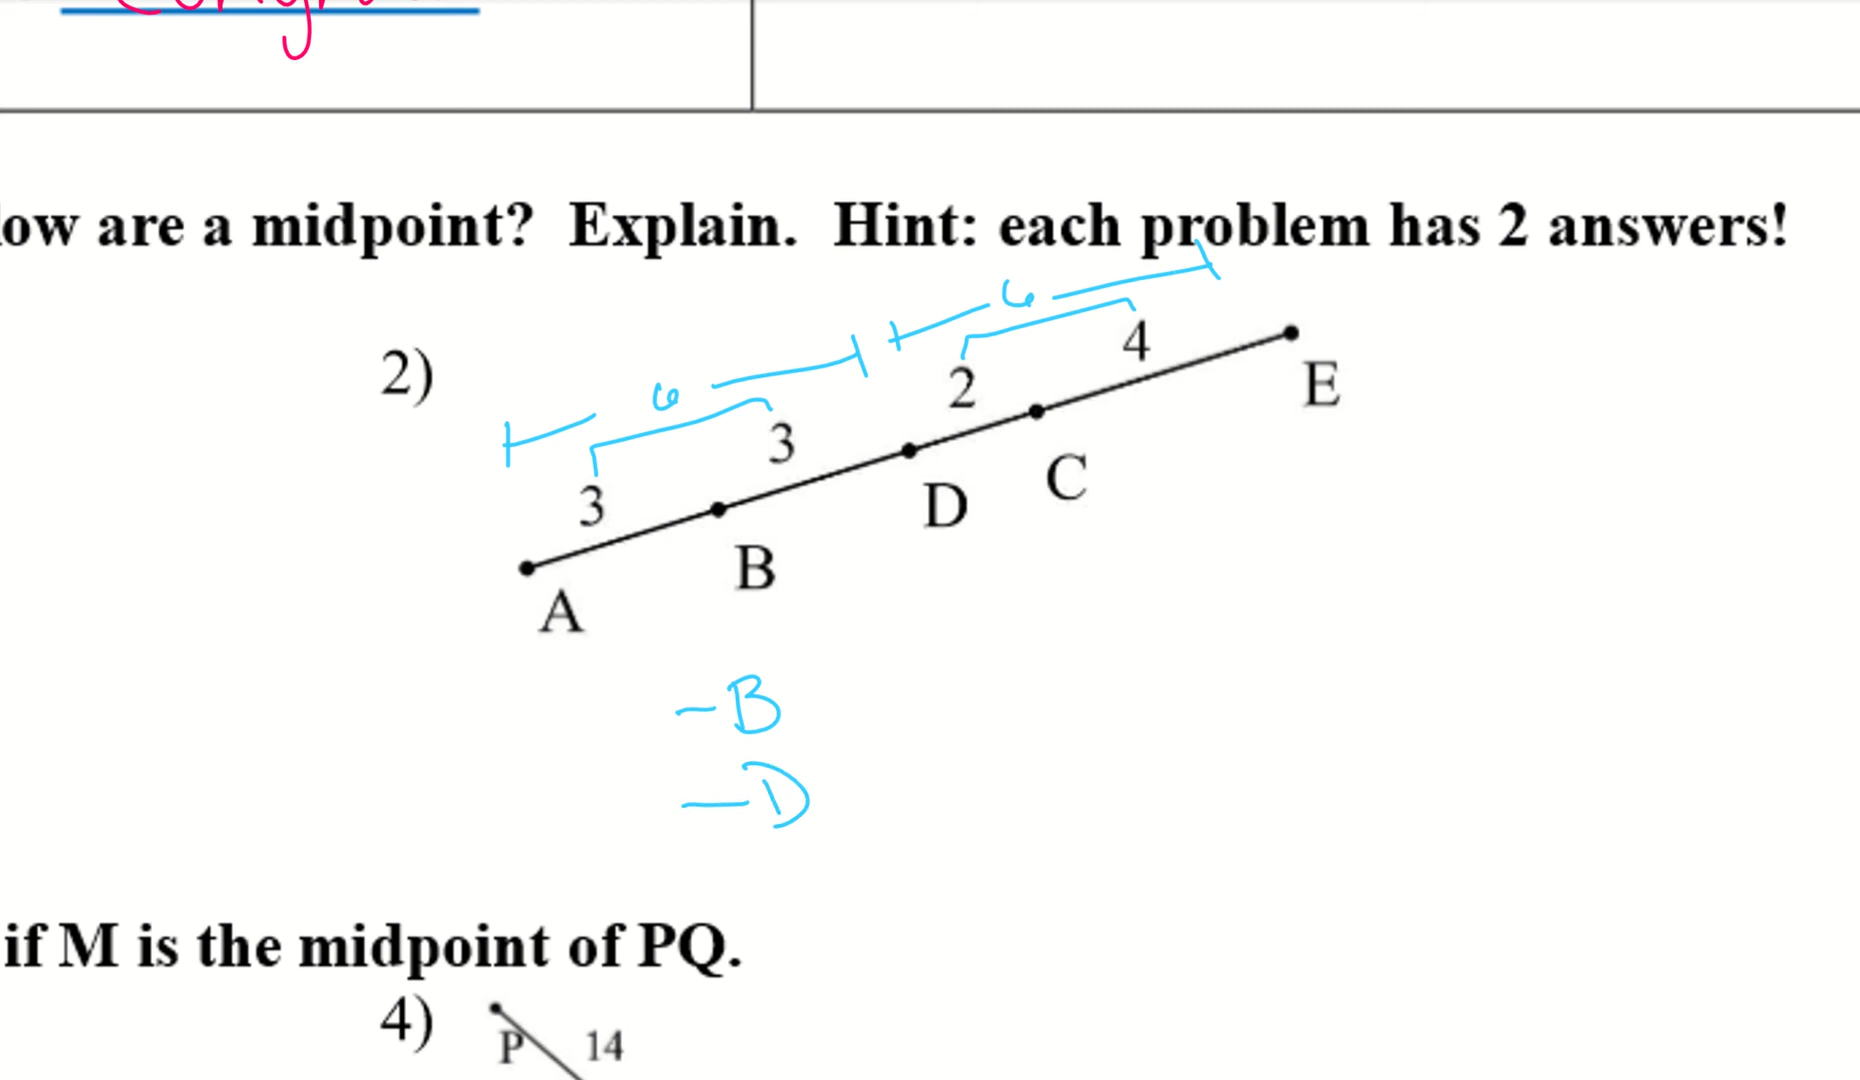 ow are a midpoint? Explain. Hint: each problem has 2 answers!
2)
6
6
3
3
2
4
A
B
D
C
E
-B
-D
if M is the midpoint of PQ.
4)
P
14